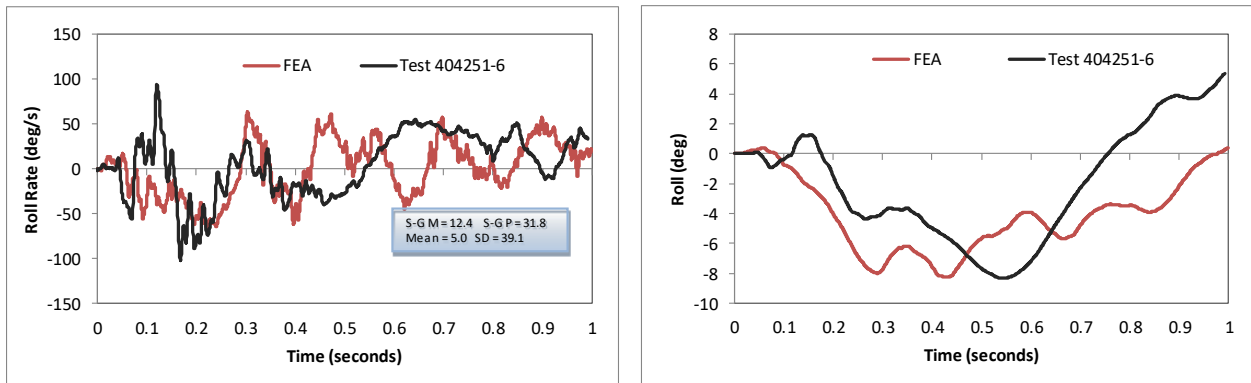 150
100
50
0
-50
-100
-150
Roll Rate (deg/s)
FEA
Test 404251-6
S-G M = 12.4 S-G P = 31.8
Mean = 5.0 SD = 39.1
0 0.1 0.2 0.3 0.4 0.5 0.6 0.7 0.8 0.9 1
Time (seconds)
8
6
4
2
0
-2
-4
-6
-8
-10
Roll (deg)
FEA
Test 404251-6
0 0.1 0.2 0.3 0.4 0.5 0.6 0.7 0.8 0.9 1
Time (seconds)